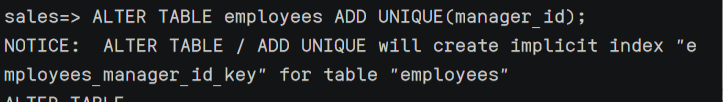 sales=> ALTER TABLE employees ADD UNIQUE(manager_id);
NOTICE:  ALTER TABLE / ADD UNIQUE will create implicit index "e
mployees_manager_id_key" for table "employees"
ALTER TABLE